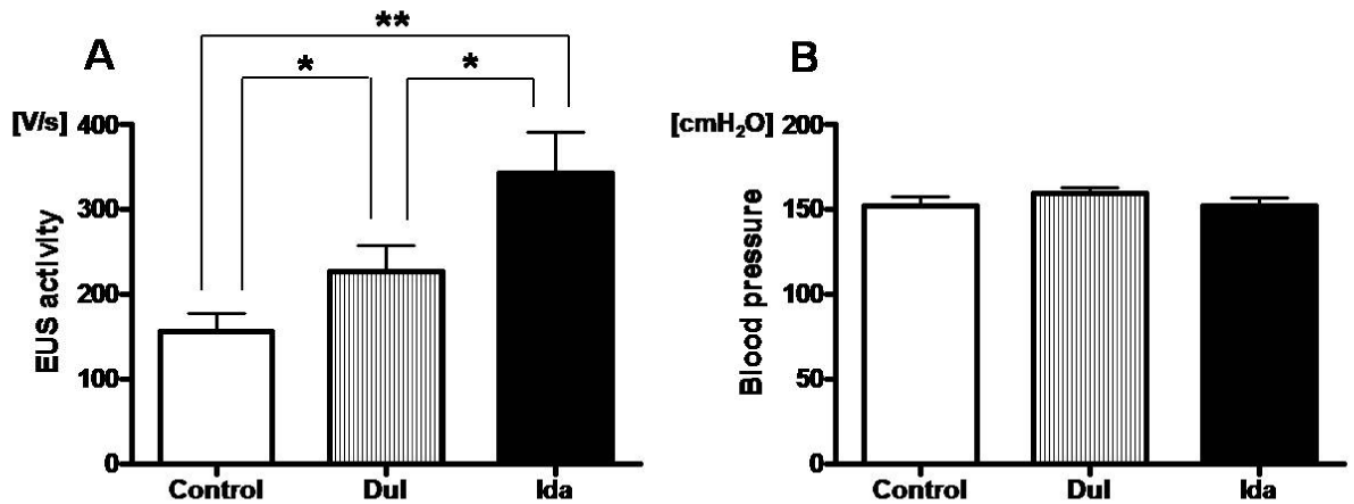 **
A
*
*
[V/s]
400
300
200
100
0
EUS activity
Control
Dul
Ida
B
[cmH₂O]
200
150
100
50
0
Blood pressure
Control
Dul
Ida